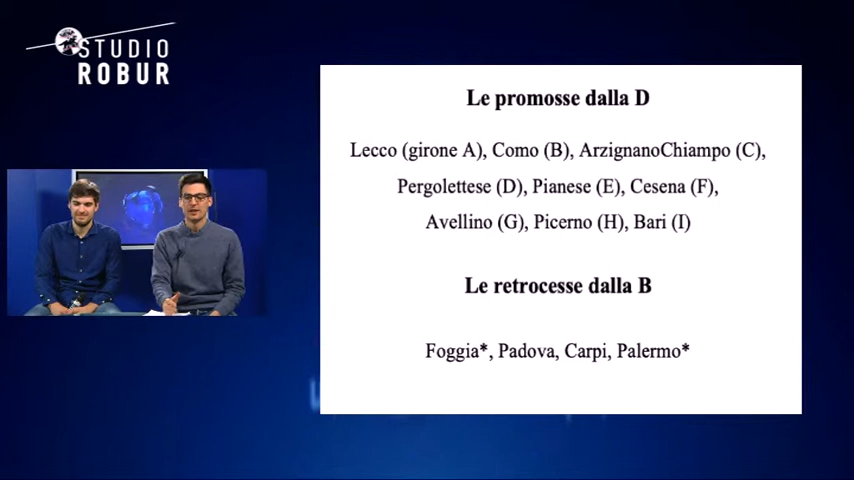 STUDIO
ROBUR
Le promosse dalla D
Lecco (girone A), Como (B), ArzignanoChiampo (C),
Pergolettese (D), Pianese (E), Cesena (F),
Avellino (G), Picerno (H), Bari (I)
Le retrocesse dalla B
Foggia*, Padova, Carpi, Palermo*